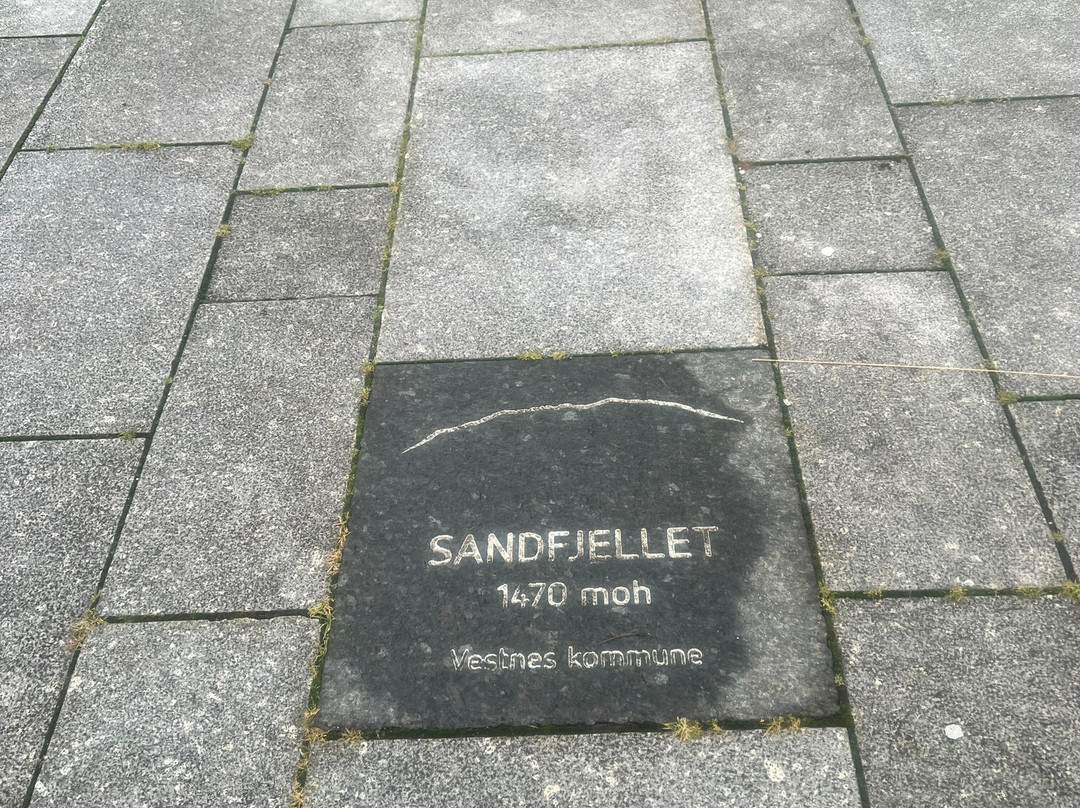 SANDFJELLET
1470 moh
Vestnes kommune